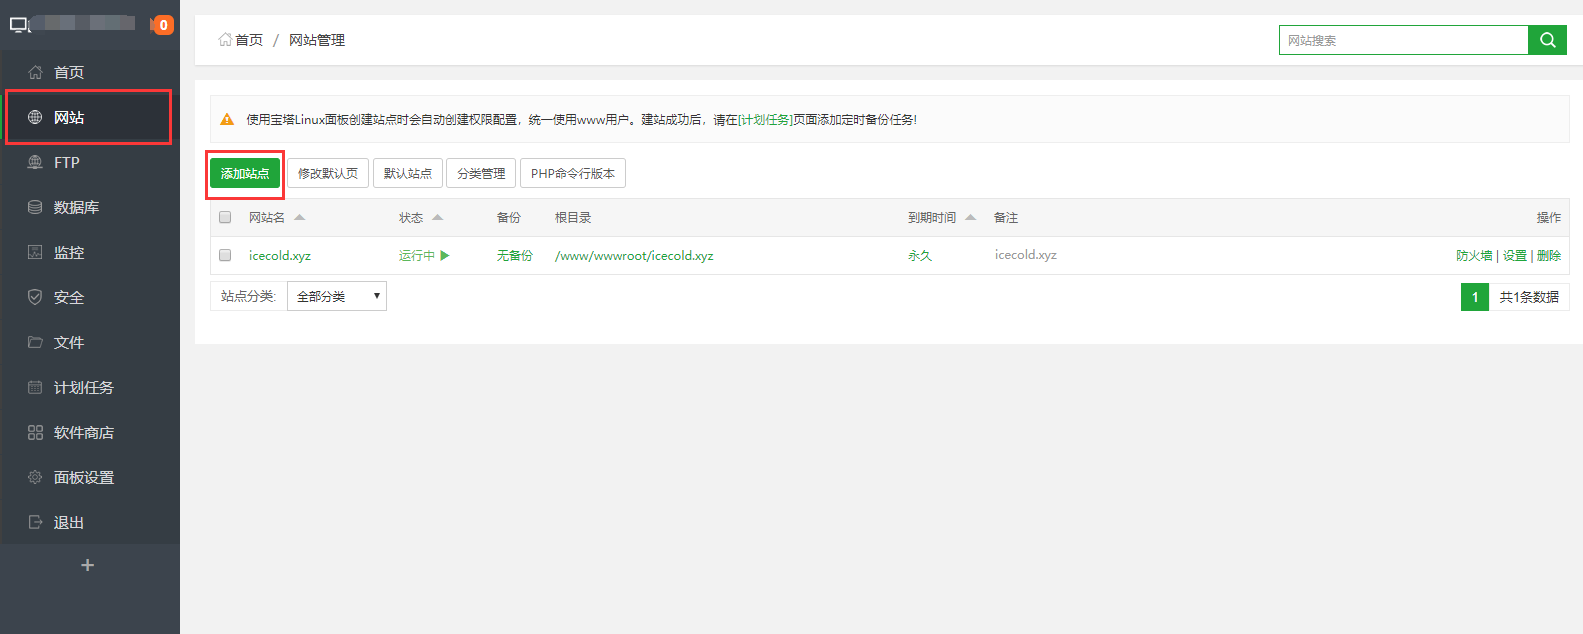 0
首页
网站
FTP
数据库
监控
安全
文件
计划任务
软件商店
面板设置
退出
+
首页 / 网站管理
网站搜索
使用宝塔Linux面板创建站点时会自动创建权限配置，统一使用www用户。建站成功后，请在[计划任务]页面添加定时备份任务!
添加站点 修改默认页 默认站点 分类管理 PHP命令行版本
网站名 状态 备份 根目录 到期时间 备注 操作
icecold.xyz 运行中 无备份 /www/wwwroot/icecold.xyz 永久 icecold.xyz 防火墙 | 设置 | 删除
站点分类: 全部分类 1 共1条数据